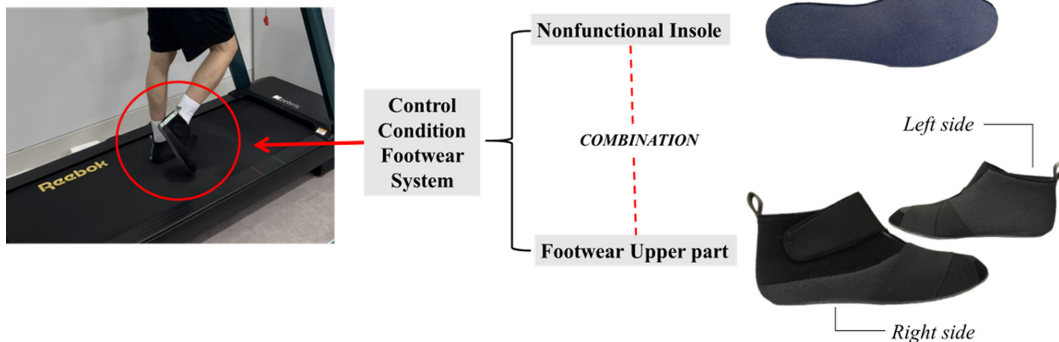 Reebok
Control
Condition
Footwear
System
Nonfunctional Insole
COMBINATION
Footwear Upper part
Left side
Right side